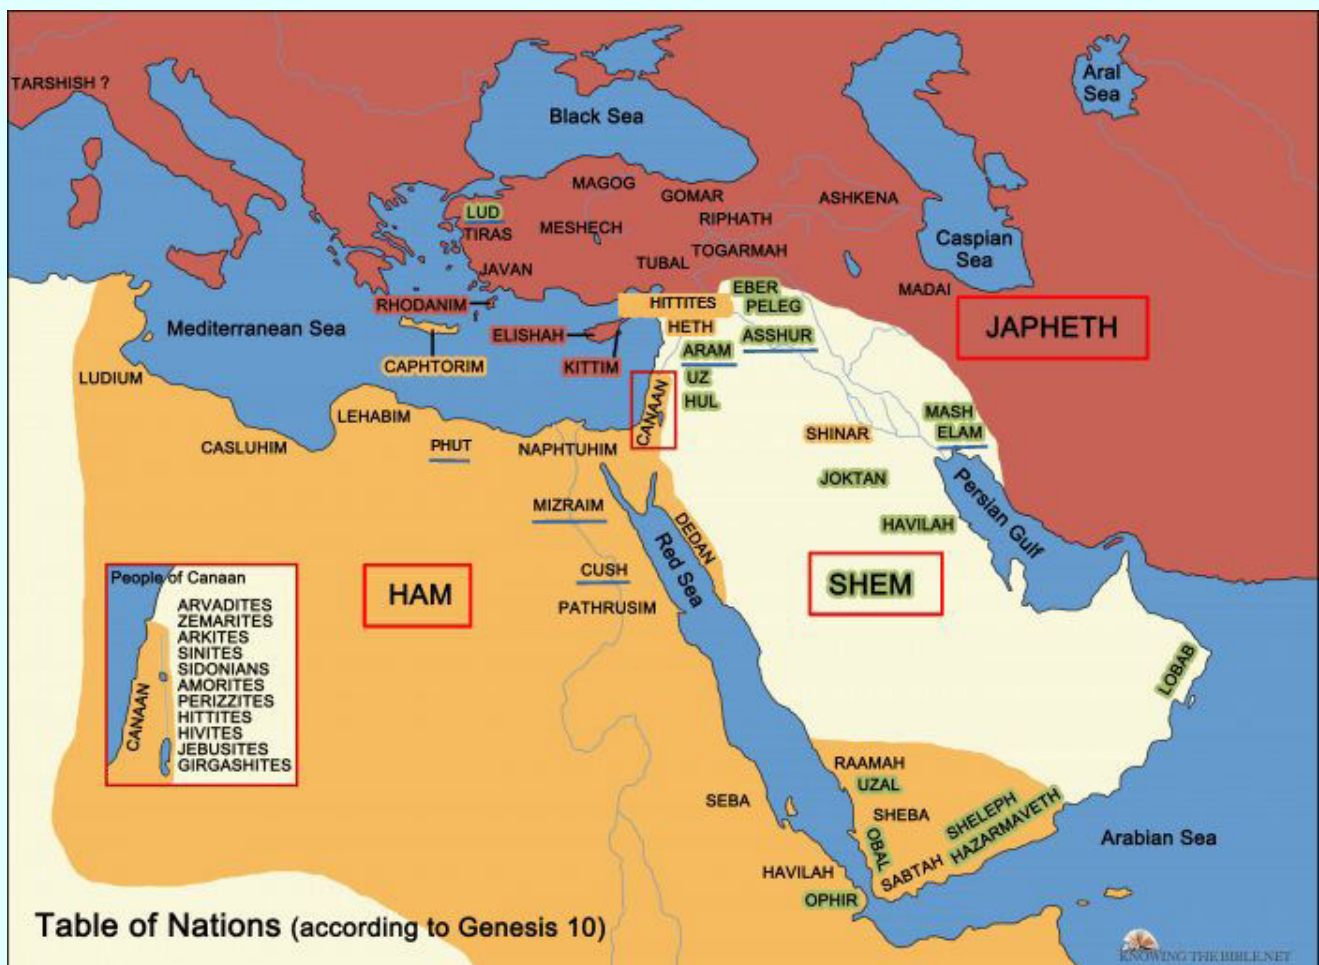 TARSHISH ?
Black Sea
Aral
Sea
MAGOG
GOMAR
ASHKENA
LUD
RIPHATH
MESHECH
TIRAS
Caspian
Sea
TOGARMAH
TUBAL
JAVAN
MADAI
EBER
RHODANIM
HITTITES
PELEG
JAPHETH
Mediterranean Sea
HETH
ELISHAH
ASSHUR
ARAM
CAPHTORIM
KITTIM
LUDIUM
UZ
HUL
CANAAN
LEHABIM
MASH
SHINAR
ELAM
CASLUHIM
PHUT
NAPHTUHIM
JOKTAN
Persian Gulf
MIZRAIM
DEDAN
HAVILAH
Red Sea
CUSH
People of Canaan
HAM
SHEM
PATHRUSIM
ARVADITES
ZEMARITES
ARKITES
SINITES
SIDONIANS
AMORITES
PERIZZITES
HITTITES
HIVITES
JEBUSITES
GIRGASHITES
CANAAN
LOBAB
RAAMAH
UZAL
SEBA
SHEBA
SHELEPH
HAZARMAVETH
OBAL
Arabian Sea
HAVILAH
SABTAH
OPHIR
Table of Nations (according to Genesis 10)
KNOWING THE BIBLE.NET